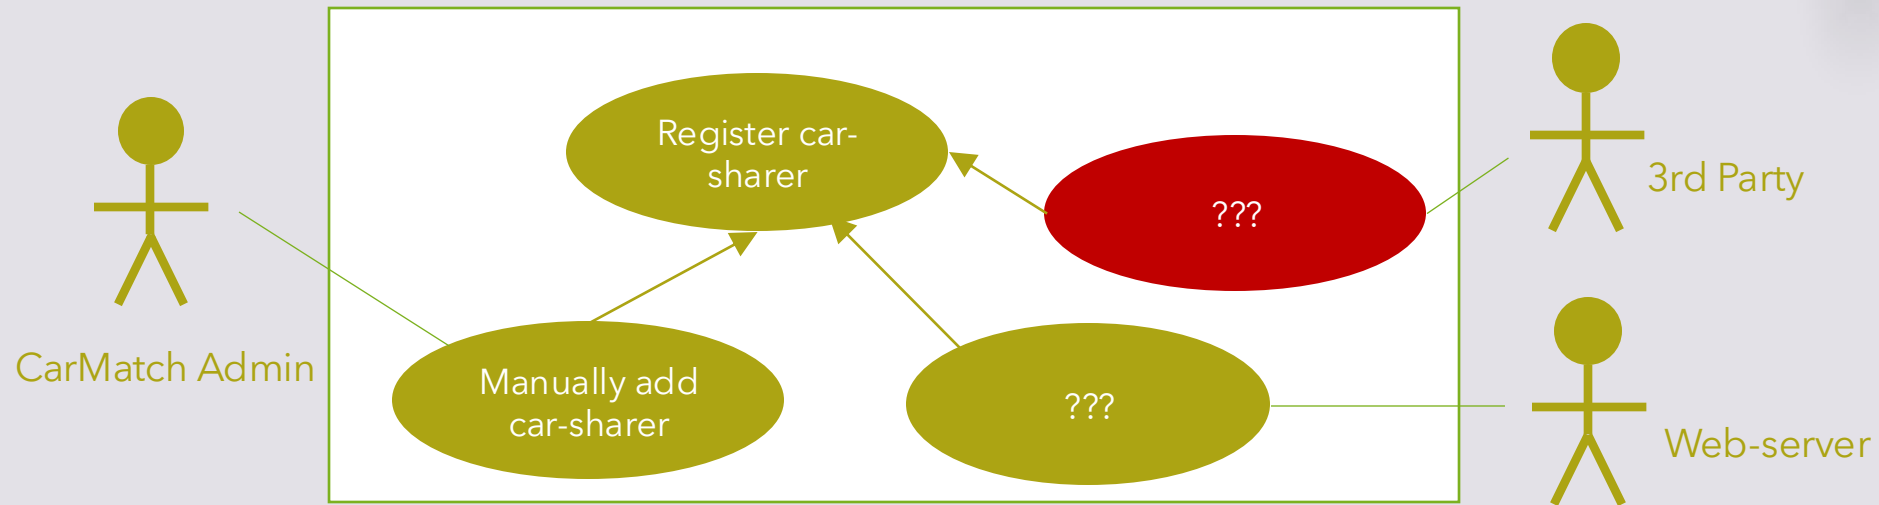 Register car-
sharer
3rd Party
???
CarMatch Admin
Manually add
car-sharer
???
Web-server